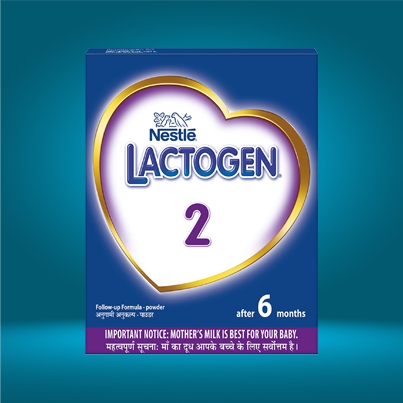 Nestlé
LACTOGEN
2
Follow-up Formula - powder
अनुगामी अनुकल्प - पाउडर
after 6 months
IMPORTANT NOTICE: MOTHER'S MILK IS BEST FOR YOUR BABY.
महत्वपूर्ण सूचना: माँ का दूध आपके बच्चे के लिए सर्वोत्तम है।